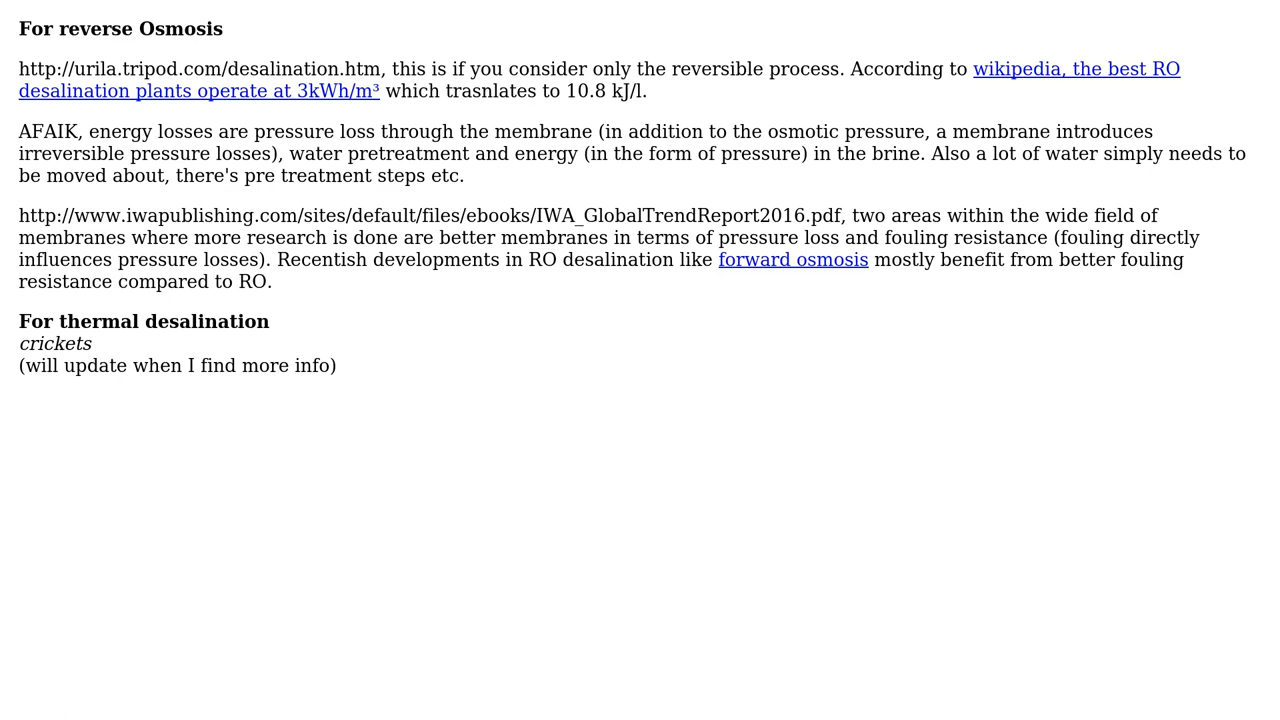 For reverse Osmosis
http://urila.tripod.com/desalination.htm, this is if you consider only the reversible process. According to wikipedia, the best RO
desalination plants operate at 3kWh/m³ which trasnlates to 10.8 kJ/l.
AFAIK, energy losses are pressure loss through the membrane (in addition to the osmotic pressure, a membrane introduces
irreversible pressure losses), water pretreatment and energy (in the form of pressure) in the brine. Also a lot of water simply needs to
be moved about, there's pre treatment steps etc.
http://www.iwapublishing.com/sites/default/files/ebooks/IWA_GlobalTrendReport2016.pdf, two areas within the wide field of
membranes where more research is done are better membranes in terms of pressure loss and fouling resistance (fouling directly
influences pressure losses). Recentish developments in RO desalination like forward osmosis mostly benefit from better fouling
resistance compared to RO.
For thermal desalination
crickets
(will update when I find more info)